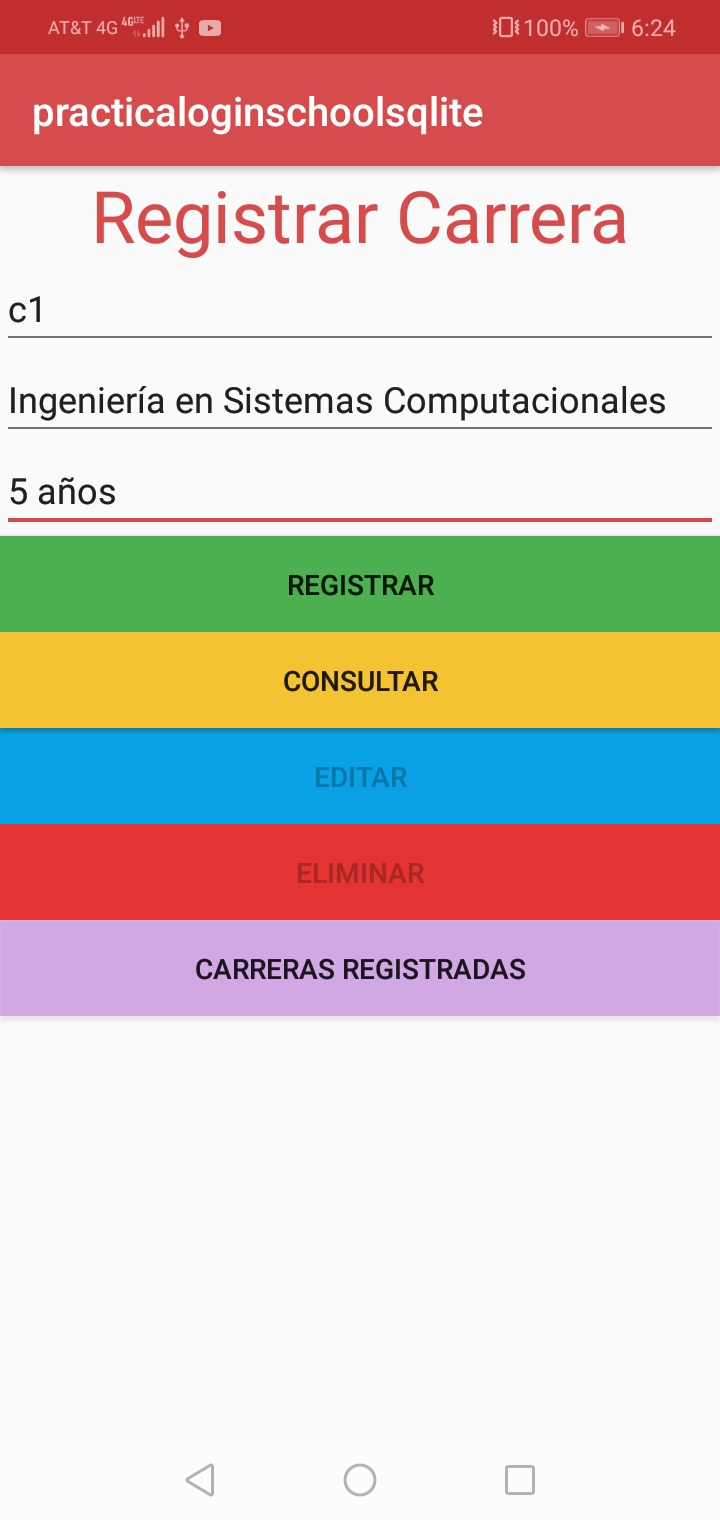 AT&T 4G 4G LTE 100% 6:24
practicaloginschoolsqlite
Registrar Carrera
c1
Ingeniería en Sistemas Computacionales
5 años
REGISTRAR
CONSULTAR
EDITAR
ELIMINAR
CARRERAS REGISTRADAS